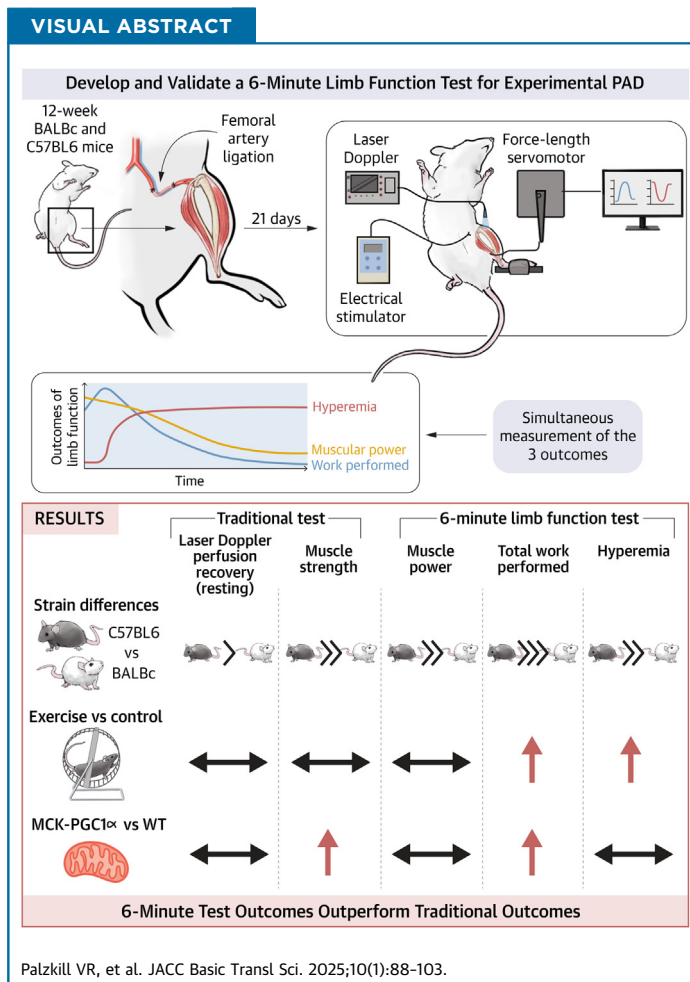 VISUAL ABSTRACT
Develop and Validate a 6-Minute Limb Function Test for Experimental PAD
12-week
BALBc and
C57BL6 mice
Femoral
artery
ligation
21 days
Laser
Doppler
Force-length
servomotor
Electrical
stimulator
Outcomes of
limb function
Hyperemia
Muscular power
Work performed
Time
Simultaneous
measurement of the
3 outcomes
RESULTS
Traditional test
6-minute limb function test
Laser Doppler
perfusion
recovery
(resting)
Muscle
strength
Muscle
power
Total work
performed
Hyperemia
Strain differences
C57BL6
vs
BALBc
Exercise vs control
MCK-PGC1∝ vs WT
6-Minute Test Outcomes Outperform Traditional Outcomes
Palzkill VR, et al. JACC Basic Transl Sci. 2025;10(1):88-103.